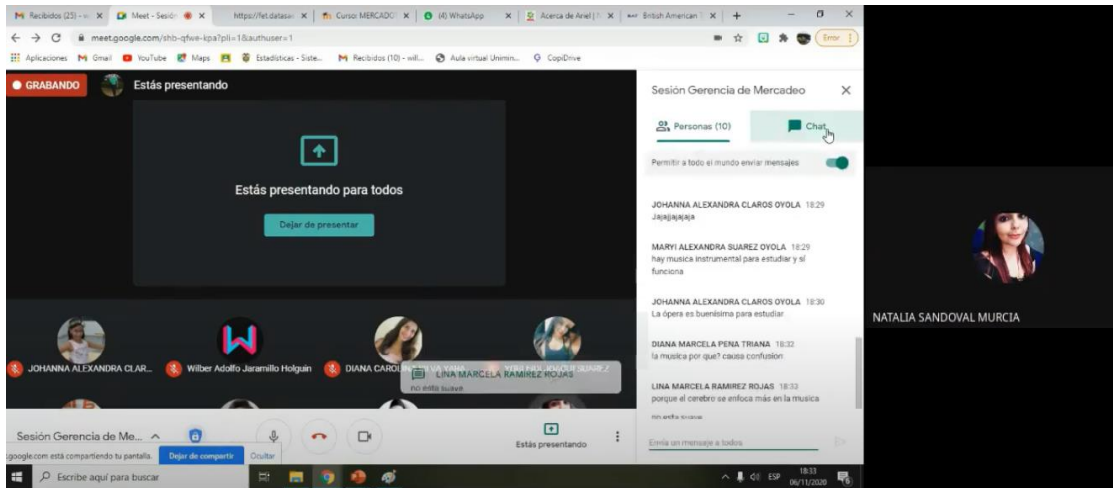 Recibidos (25) -
Meet - Sesión
https://fet.datasae
Curso: MERCADO
(4) WhatsApp
Acerca de Ariel |
British American
meet.google.com/shb-qfwe-kpa?pli=1&authuser=1
Error
Aplicaciones
Gmail
YouTube
Maps
Estadísticas - Siste...
Recibidos (10) - will...
Aula virtual Unimin...
CopiDrive
GRABANDO
Estás presentando
Estás presentando para todos
Dejar de presentar
JOHANNA ALEXANDRA CLAR...
Wilber Adolfo Jaramillo Holguin
DIANA CAROL
LINA MARCELA RAMIREZ ROJAS
no esta suave
Sesión Gerencia de Me...
Estás presentando
google.com está compartiendo tu pantalla.
Dejar de compartir
Ocultar
Sesión Gerencia de Mercadeo
Personas (10)
Chat
Permitir a todo el mundo enviar mensajes
JOHANNA ALEXANDRA CLAROS OYOLA 18:29
Jajajjajajaja
MARYI ALEXANDRA SUAREZ OYOLA 18:29
hay musica instrumental para estudiar y sí
funciona
JOHANNA ALEXANDRA CLAROS OYOLA 18:30
La ópera es buenísima para estudiar
DIANA MARCELA PENA TRIANA 18:32
la musica por que? causa confusion
LINA MARCELA RAMIREZ ROJAS 18:33
porque el cerebro se enfoca más en la musica
no esta suave
Envía un mensaje a todos
NATALIA SANDOVAL MURCIA
Escribe aquí para buscar
ESP
18:33
06/11/2020